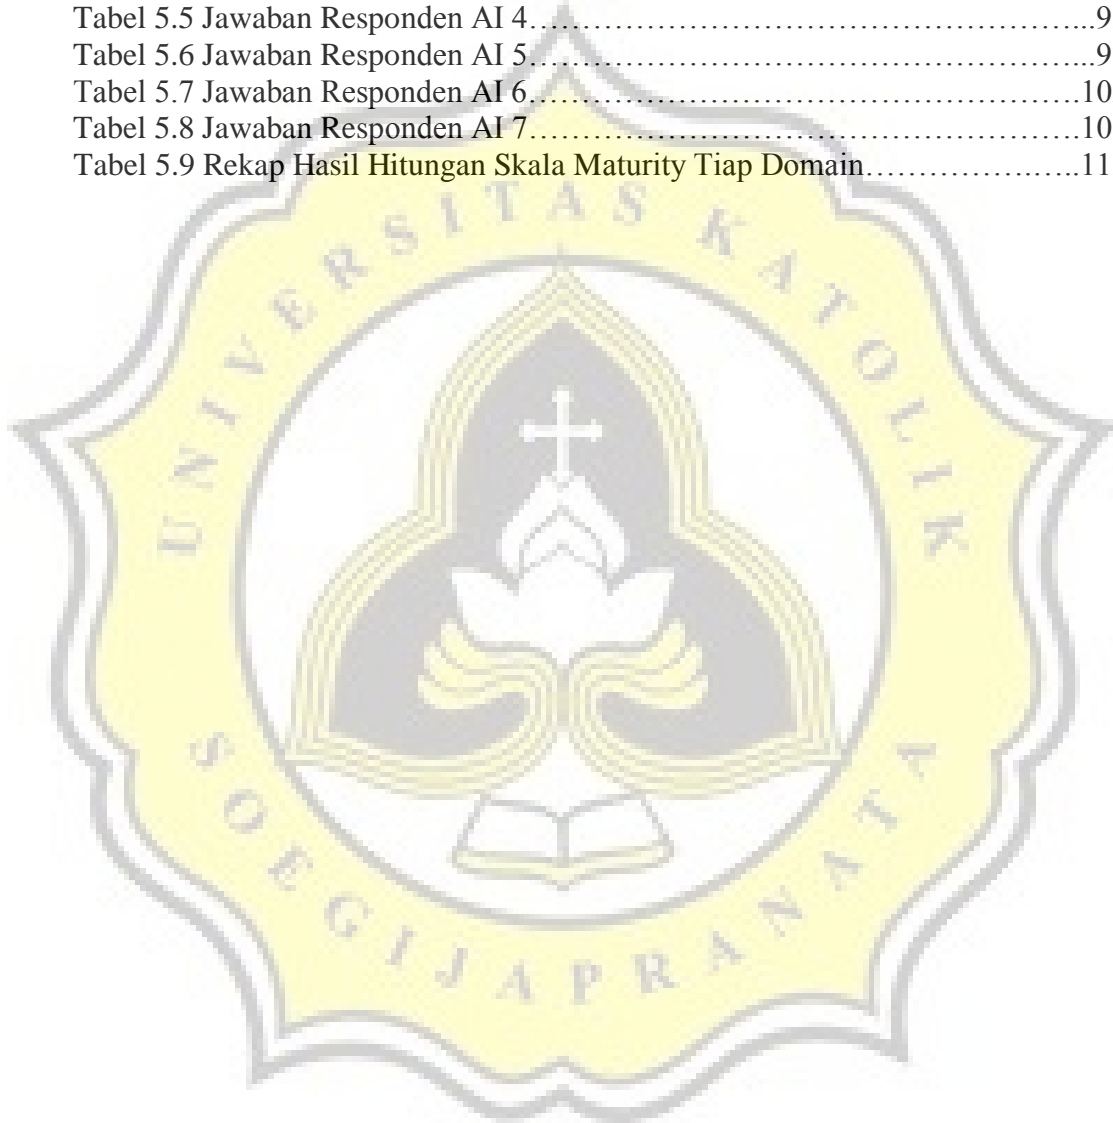 Tabel 5.5 Jawaban Responden AI 4…………………………………………...9
Tabel 5.6 Jawaban Responden AI 5…………………………………………...9
Tabel 5.7 Jawaban Responden AI 6………………………………………….10
Tabel 5.8 Jawaban Responden AI 7………………………………………….10
Tabel 5.9 Rekap Hasil Hitungan Skala Maturity Tiap Domain…………….…..11
UNIVERSITAS KATOLIK
SOEGIJAPRANATA